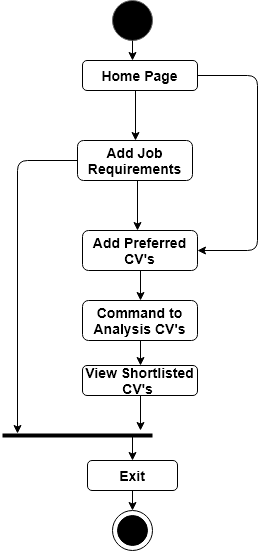 Home Page
Add Job
Requirements
Add Preferred
CV's
Command to
Analysis CV's
View Shortlisted
CV's
Exit